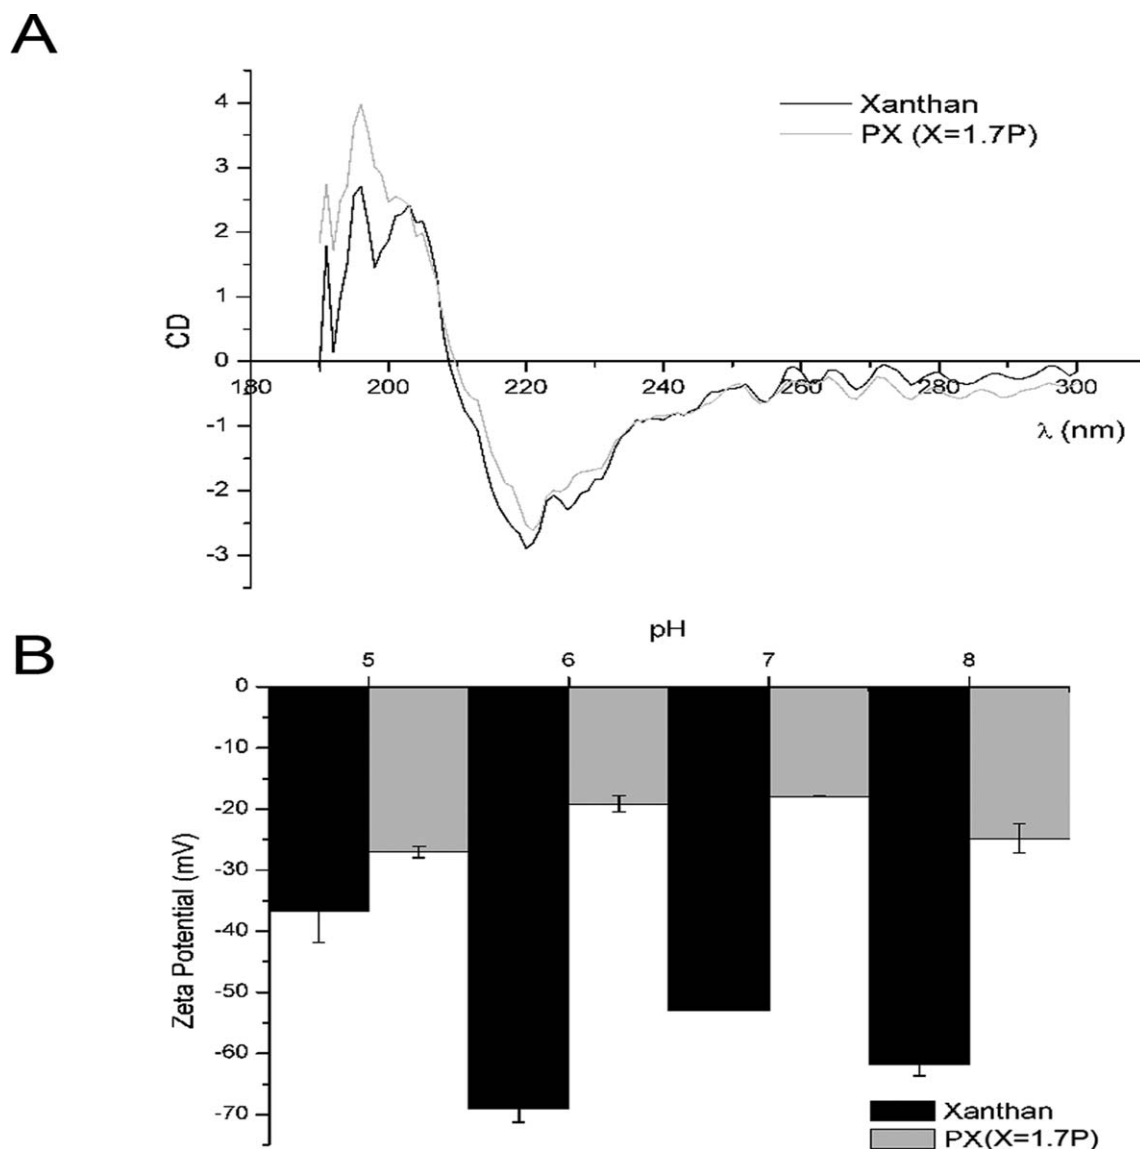 A
4
3
2
1
0
-1
-2
-3
CD
180
200
220
240
260
280
300
λ (nm)
Xanthan
PX (X=1.7P)
B
pH
5
6
7
8
0
-10
-20
-30
-40
-50
-60
-70
Zeta Potential (mV)
Xanthan
PX(X=1.7P)